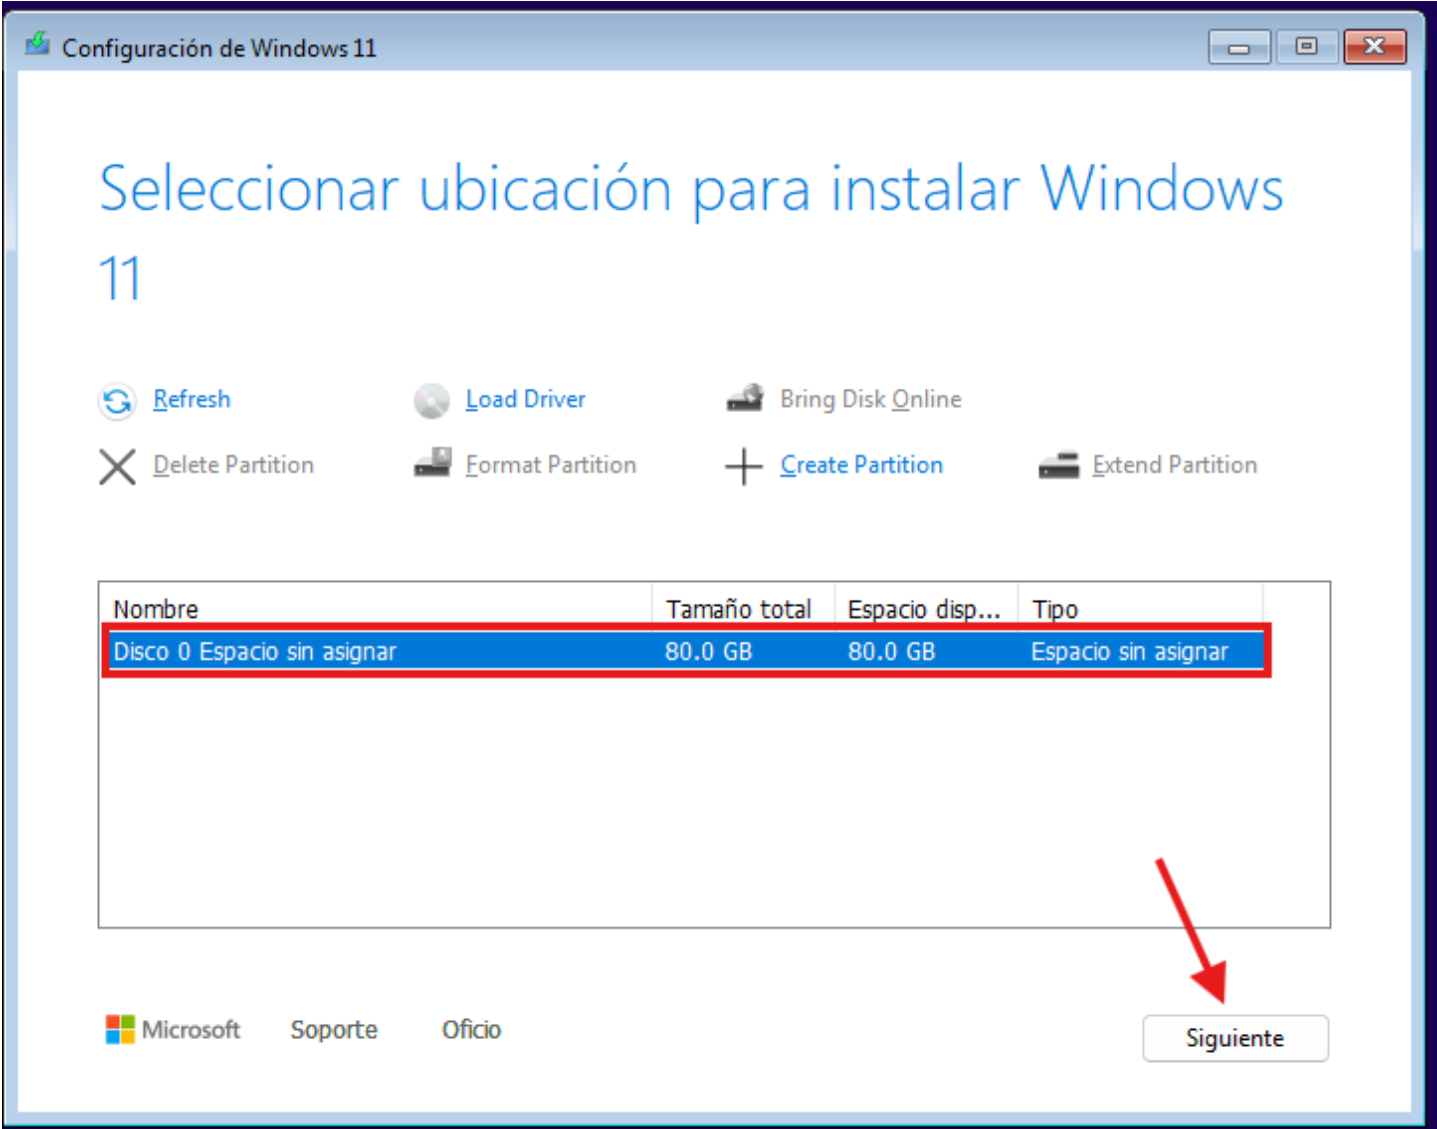 Configuración de Windows 11
Seleccionar ubicación para instalar Windows
11
Refresh
Load Driver
Bring Disk Online
Delete Partition
Format Partition
Create Partition
Extend Partition
Nombre Tamaño total Espacio disp... Tipo
Disco 0 Espacio sin asignar 80.0 GB 80.0 GB Espacio sin asignar
Microsoft Soporte Oficio
Siguiente